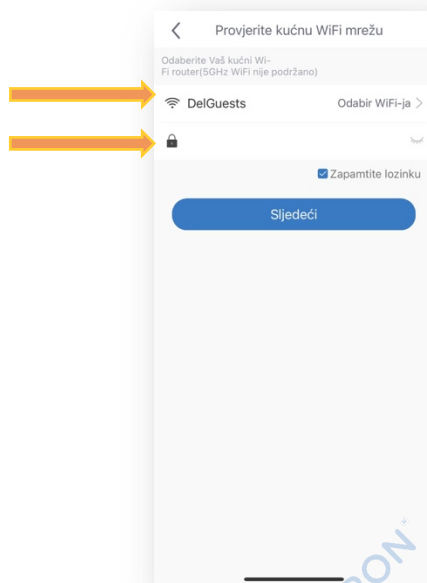 Provjerite kućnu WiFi mrežu
Odaberite Vaš kućni Wi-
Fi router(5GHz WiFi nije podržano)
DelGuests Odabir WiFi-ja >
Zapamtite lozinku
Sljedeći
RON